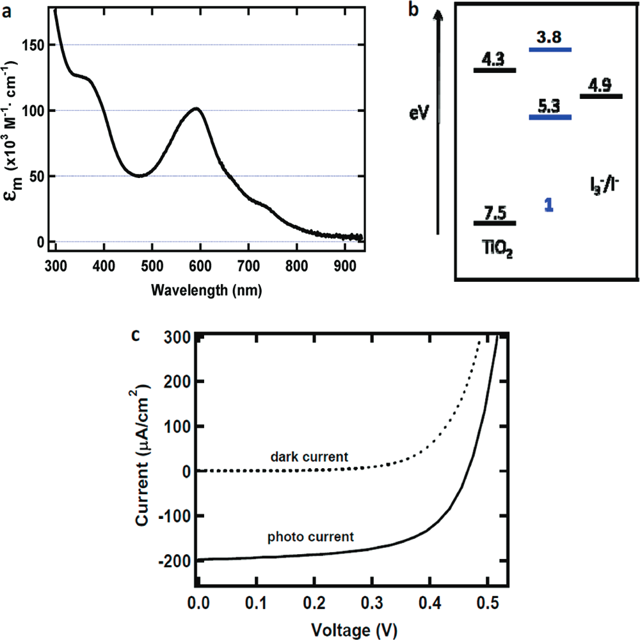 a
150
100
50
0
εm (x10³ M⁻¹· cm⁻¹)
300 400 500 600 700 800 900
Wavelength (nm)
b
eV
3.8
4.3
4.9
5.3
I₃⁻/I⁻
7.5
1
TiO₂
c
300
200
100
0
-100
-200
Current (μA/cm²)
dark current
photo current
0.0 0.1 0.2 0.3 0.4 0.5
Voltage (V)